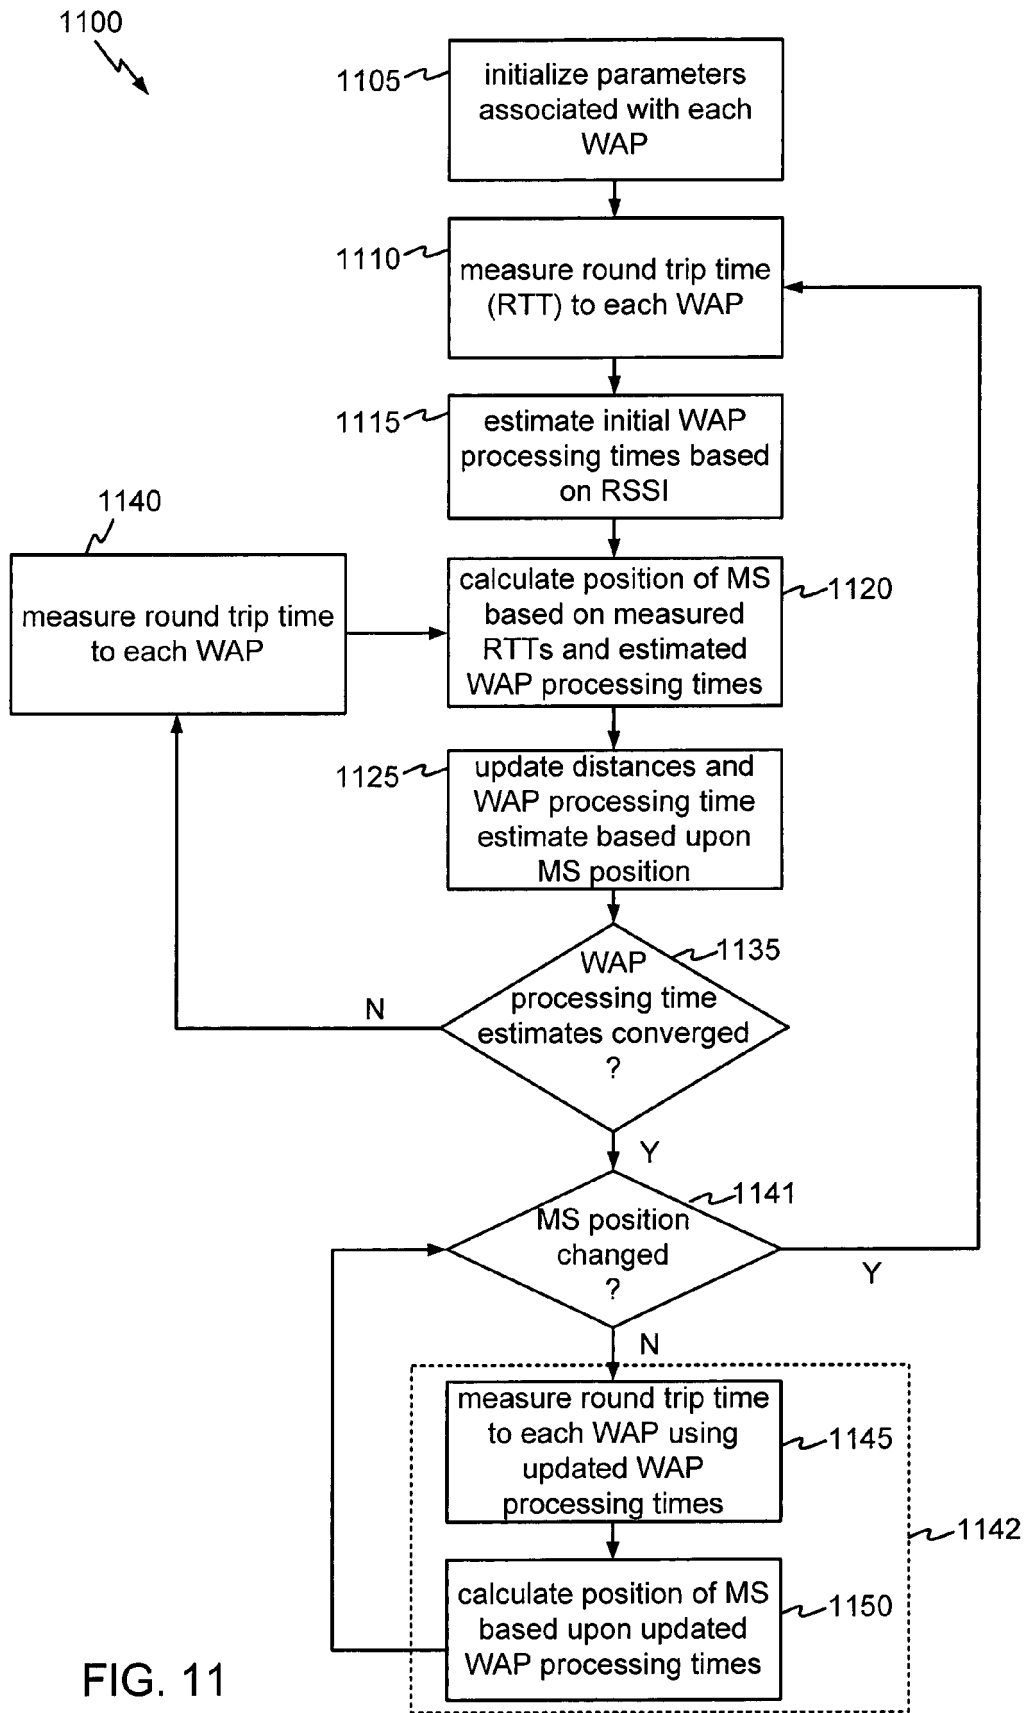 1100
1105
initialize parameters
associated with each
WAP
1110
measure round trip time
(RTT) to each WAP
1115
estimate initial WAP
processing times based
on RSSI
1140
measure round trip time
to each WAP
calculate position of MS
based on measured
RTTs and estimated
WAP processing times
1120
1125
update distances and
WAP processing time
estimate based upon
MS position
1135
WAP
processing time
estimates converged
?
N
Y
1141
MS position
changed
?
Y
N
measure round trip time
to each WAP using
updated WAP
processing times
1145
1142
calculate position of MS
based upon updated
WAP processing times
1150
FIG. 11